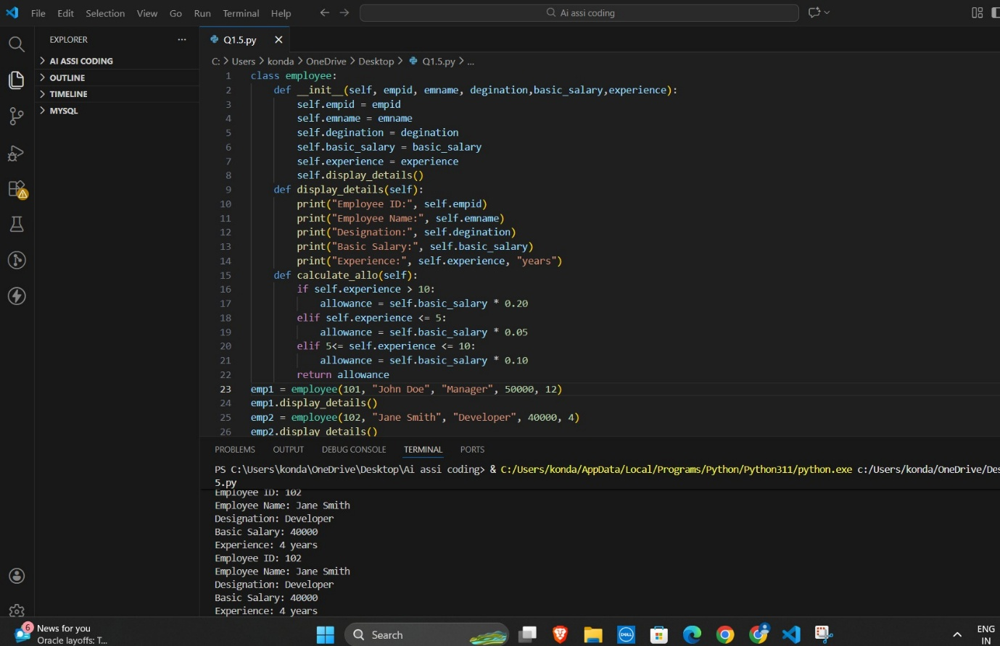 File Edit Selection View Go Run Terminal Help
Ai assi coding
EXPLORER
AI ASSI CODING
OUTLINE
TIMELINE
MYSQL
Q1.5.py
C: > Users > konda > OneDrive > Desktop > Q1.5.py > ...
1 class employee:
2 def __init__(self, empid, emname, degination,basic_salary,experience):
3 self.empid = empid
4 self.emname = emname
5 self.degination = degination
6 self.basic_salary = basic_salary
7 self.experience = experience
8 self.display_details()
9 def display_details(self):
10 print("Employee ID:", self.empid)
11 print("Employee Name:", self.emname)
12 print("Designation:", self.degination)
13 print("Basic Salary:", self.basic_salary)
14 print("Experience:", self.experience, "years")
15 def calculate_allo(self):
16 if self.experience > 10:
17 allowance = self.basic_salary * 0.20
18 elif self.experience <= 5:
19 allowance = self.basic_salary * 0.05
20 elif 5<= self.experience <= 10:
21 allowance = self.basic_salary * 0.10
22 return allowance
23 emp1 = employee(101, "John Doe", "Manager", 50000, 12)
24 emp1.display_details()
25 emp2 = employee(102, "Jane Smith", "Developer", 40000, 4)
26 emp2.display_details()
PROBLEMS OUTPUT DEBUG CONSOLE TERMINAL PORTS
PS C:\Users\konda\OneDrive\Desktop\Ai assi coding> & C:/Users/konda/AppData/Local/Programs/Python/Python311/python.exe c:/Users/konda/OneDrive/Des
5.py
Employee ID: 102
Employee Name: Jane Smith
Designation: Developer
Basic Salary: 40000
Experience: 4 years
Employee ID: 102
Employee Name: Jane Smith
Designation: Developer
Basic Salary: 40000
Experience: 4 years
6
News for you
Oracle layoffs: T...
Search
DELL
ENG
IN